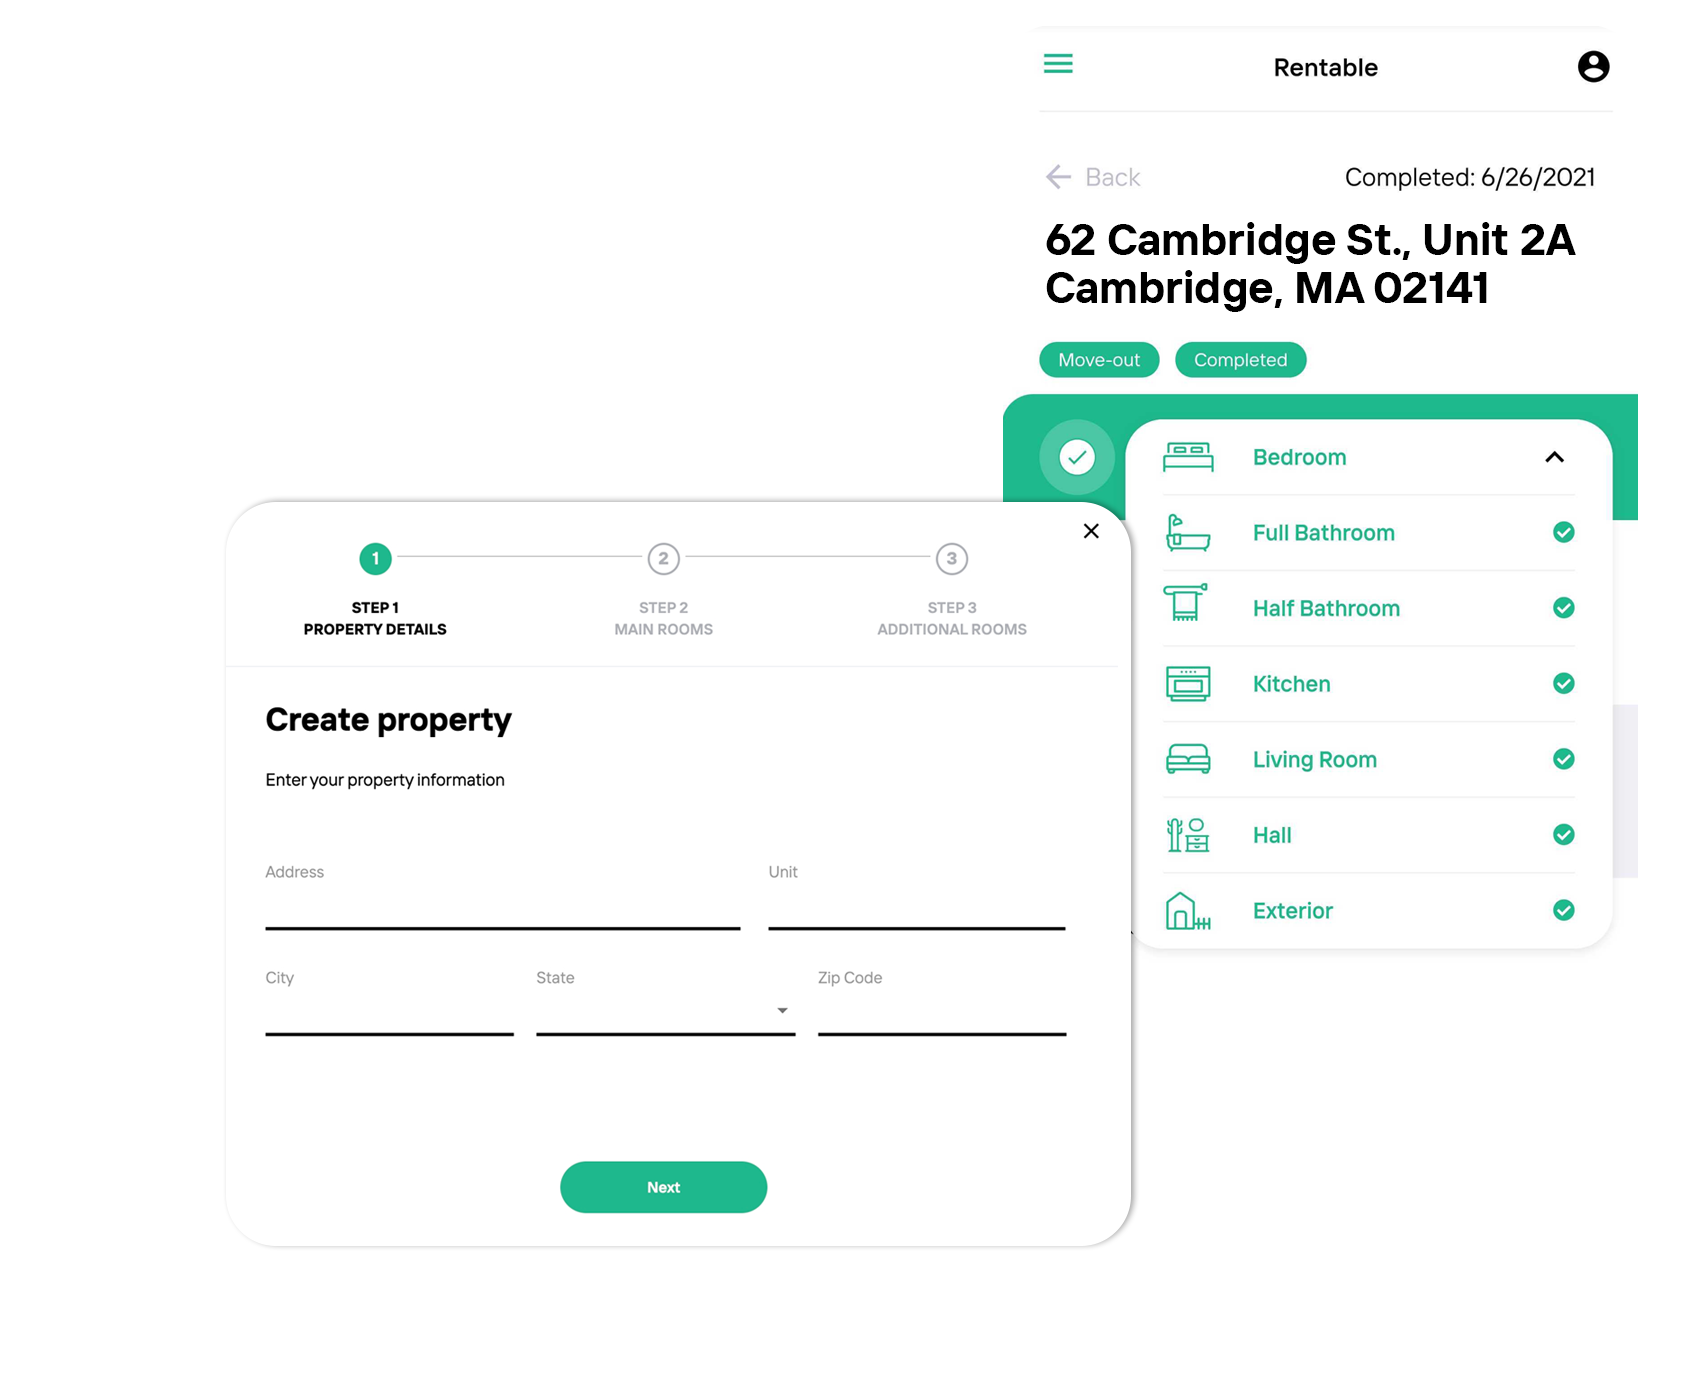 Rentable
Back
Completed: 6/26/2021
62 Cambridge St., Unit 2A
Cambridge, MA 02141
Move-out
Completed
Bedroom
Full Bathroom
Half Bathroom
Kitchen
Living Room
Hall
Exterior
1
2
3
STEP 1
PROPERTY DETAILS
STEP 2
MAIN ROOMS
STEP 3
ADDITIONAL ROOMS
Create property
Enter your property information
Address
Unit
City
State
Zip Code
Next